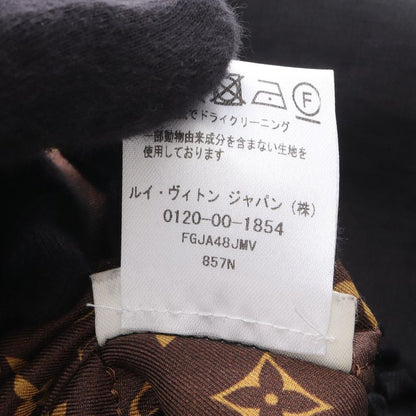 でドライクリーニング
一部動物由来成分を含まない生地を
使用しております
ルイ・ヴィトン ジャパン(株)
0120-00-1854
FGJA48JMV
857N